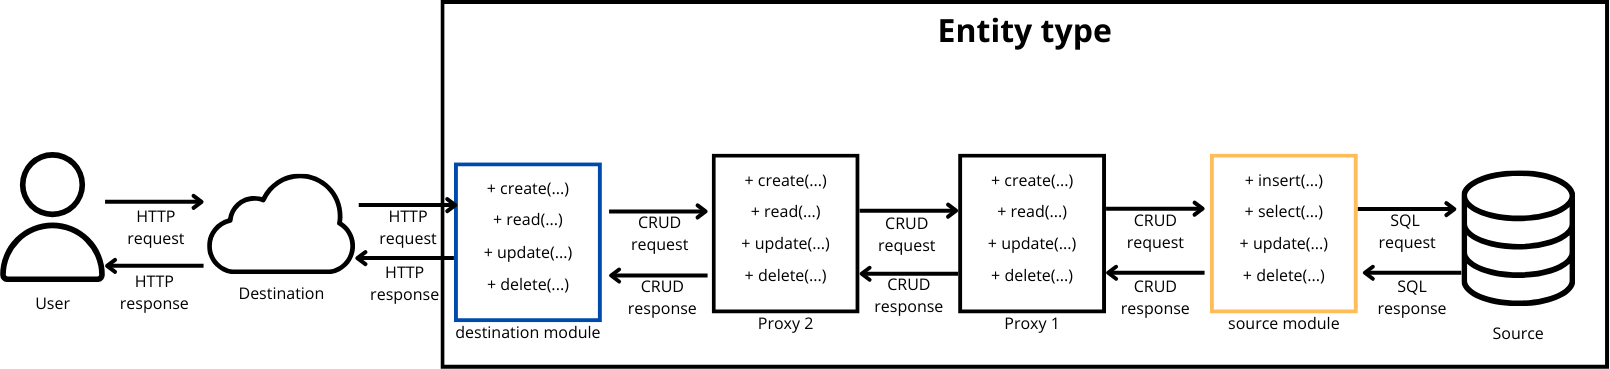 Entity type
HTTP
request
HTTP
response
User
Destination
HTTP
request
HTTP
response
+ create(...)
+ read(...)
+ update(...)
+ delete(...)
destination module
CRUD
request
CRUD
response
+ create(...)
+ read(...)
+ update(...)
+ delete(...)
Proxy 2
CRUD
request
CRUD
response
+ create(...)
+ read(...)
+ update(...)
+ delete(...)
Proxy 1
CRUD
request
CRUD
response
+ insert(...)
+ select(...)
+ update(...)
+ delete(...)
source module
SQL
request
SQL
response
Source